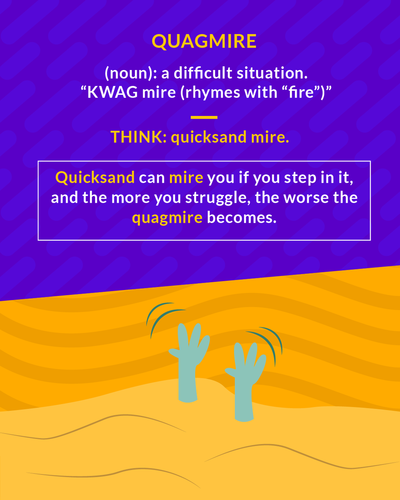 QUAGMIRE
(noun): a difficult situation.
“KWAG mire (rhymes with “fire”)”
THINK: quicksand mire.
Quicksand can mire you if you step in it,
and the more you struggle, the worse the
quagmire becomes.